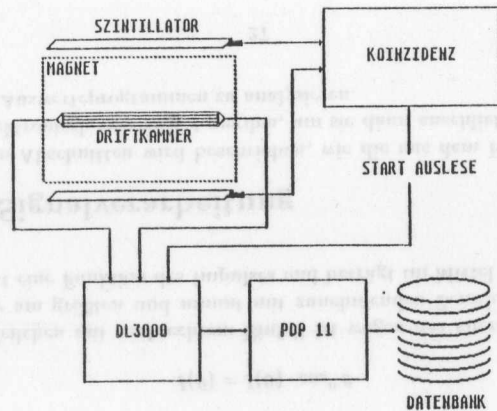 SZINTILLATOR
KOINZIDENZ
MAGNET
DRIFTKAMMER
START AUSLESE
DL3000
PDP 11
DATENBANK